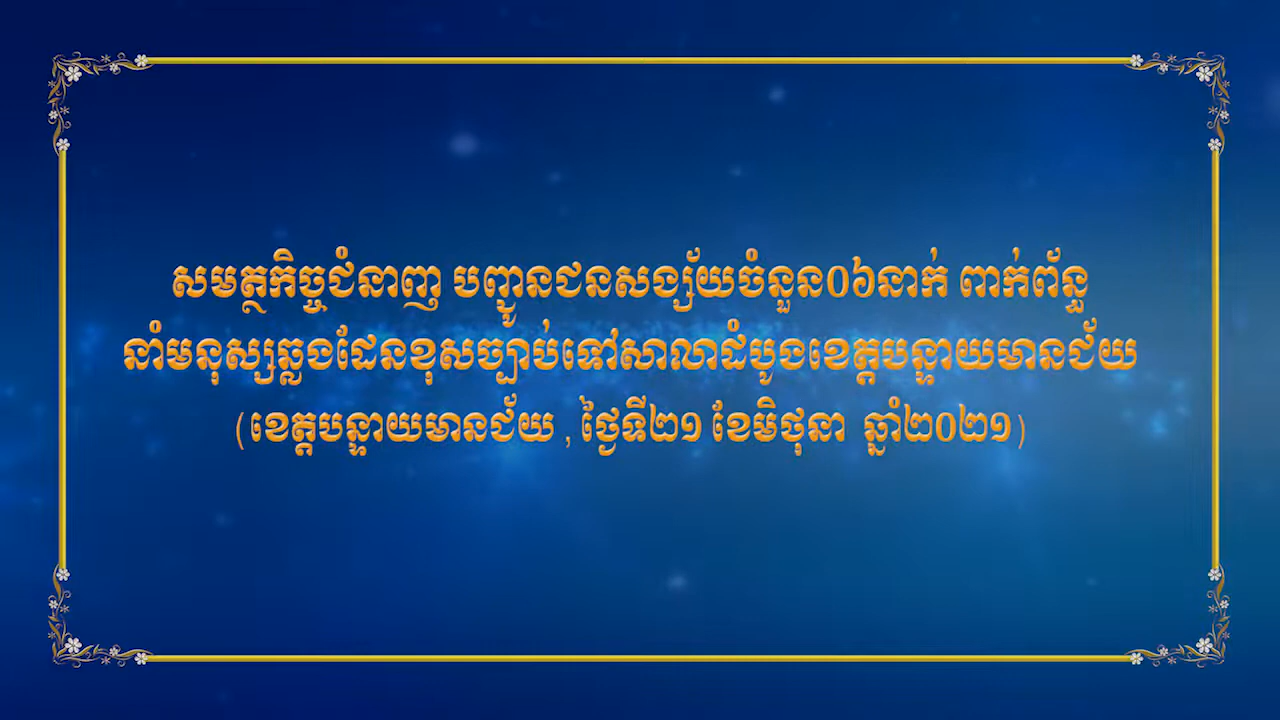 សមត្ថកិច្ចជំនាញ បញ្ជូនជនសង្ស័យចំនួន០៦នាក់ ពាក់ព័ន្ធ
នាំមនុស្សឆ្លងដែនខុសច្បាប់ទៅសាលាដំបូងខេត្តបន្ទាយមានជ័យ
(ខេត្តបន្ទាយមានជ័យ , ថ្ងៃទី២១ ខែមិថុនា ឆ្នាំ២០២១)